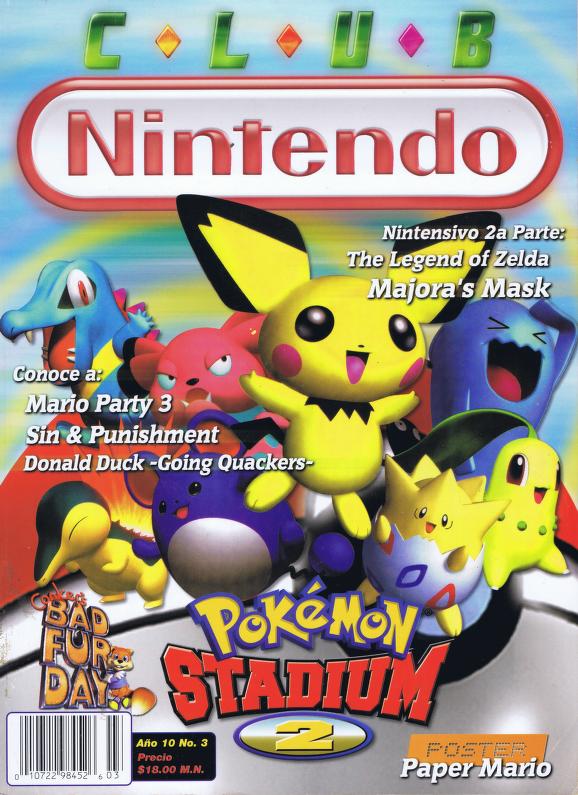 CLUB
Nintendo
Nintensivo 2a Parte:
The Legend of Zelda
Majora's Mask
Conoce a:
Mario Party 3
Sin & Punishment
Donald Duck -Going Quackers-
Conker's
BAD
FUR
DAY
POKéMON
STADIUM
2
Año 10 No. 3
Precio
$18.00 M.N.
0 10722 98452 6 03
POSTER
Paper Mario